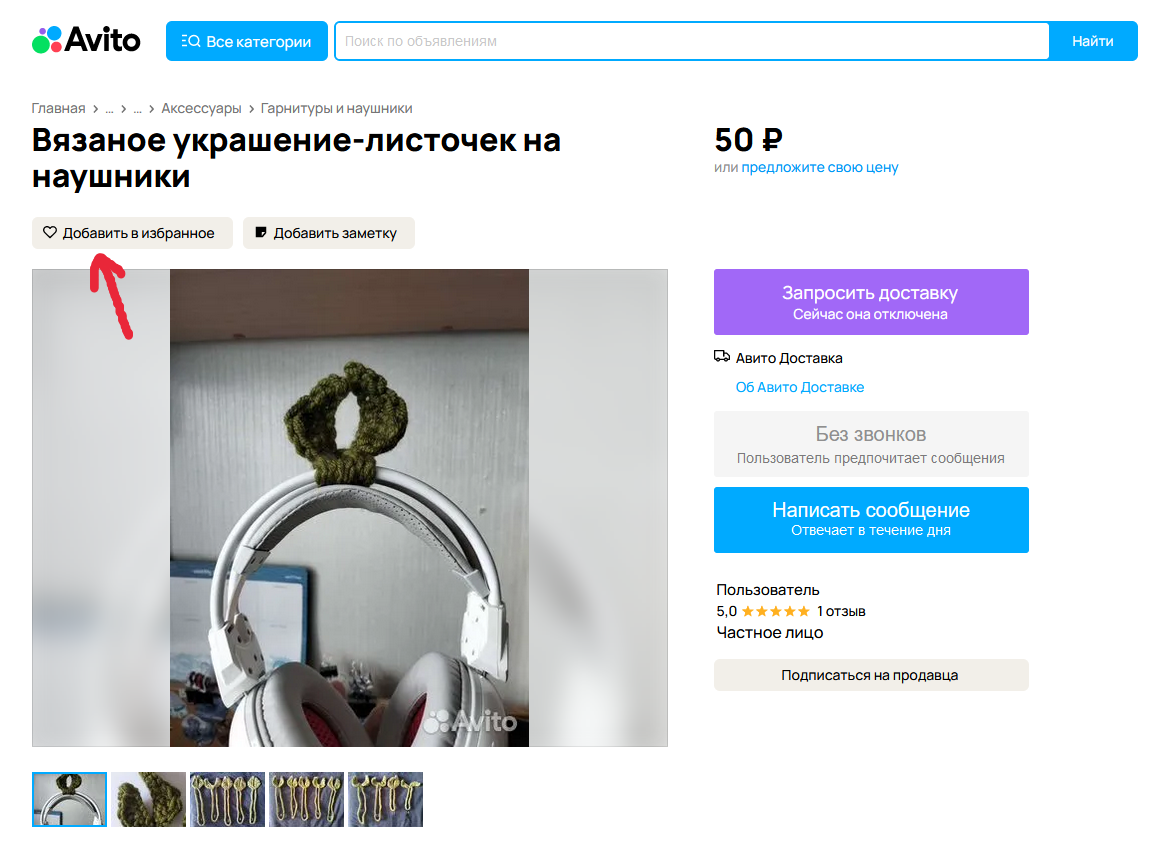 Avito
Все категории
Поиск по объявлениям
Найти
Главная > ... > ... > Аксессуары > Гарнитуры и наушники
Вязаное украшение-листочек на
наушники
50 ₽
или предложите свою цену
Добавить в избранное
Добавить заметку
Запросить доставку
Сейчас она отключена
Авито Доставка
Об Авито Доставке
Без звонков
Пользователь предпочитает сообщения
Написать сообщение
Отвечает в течение дня
Пользователь
5,0 ★★★★★ 1 отзыв
Частное лицо
Подписаться на продавца
Avito